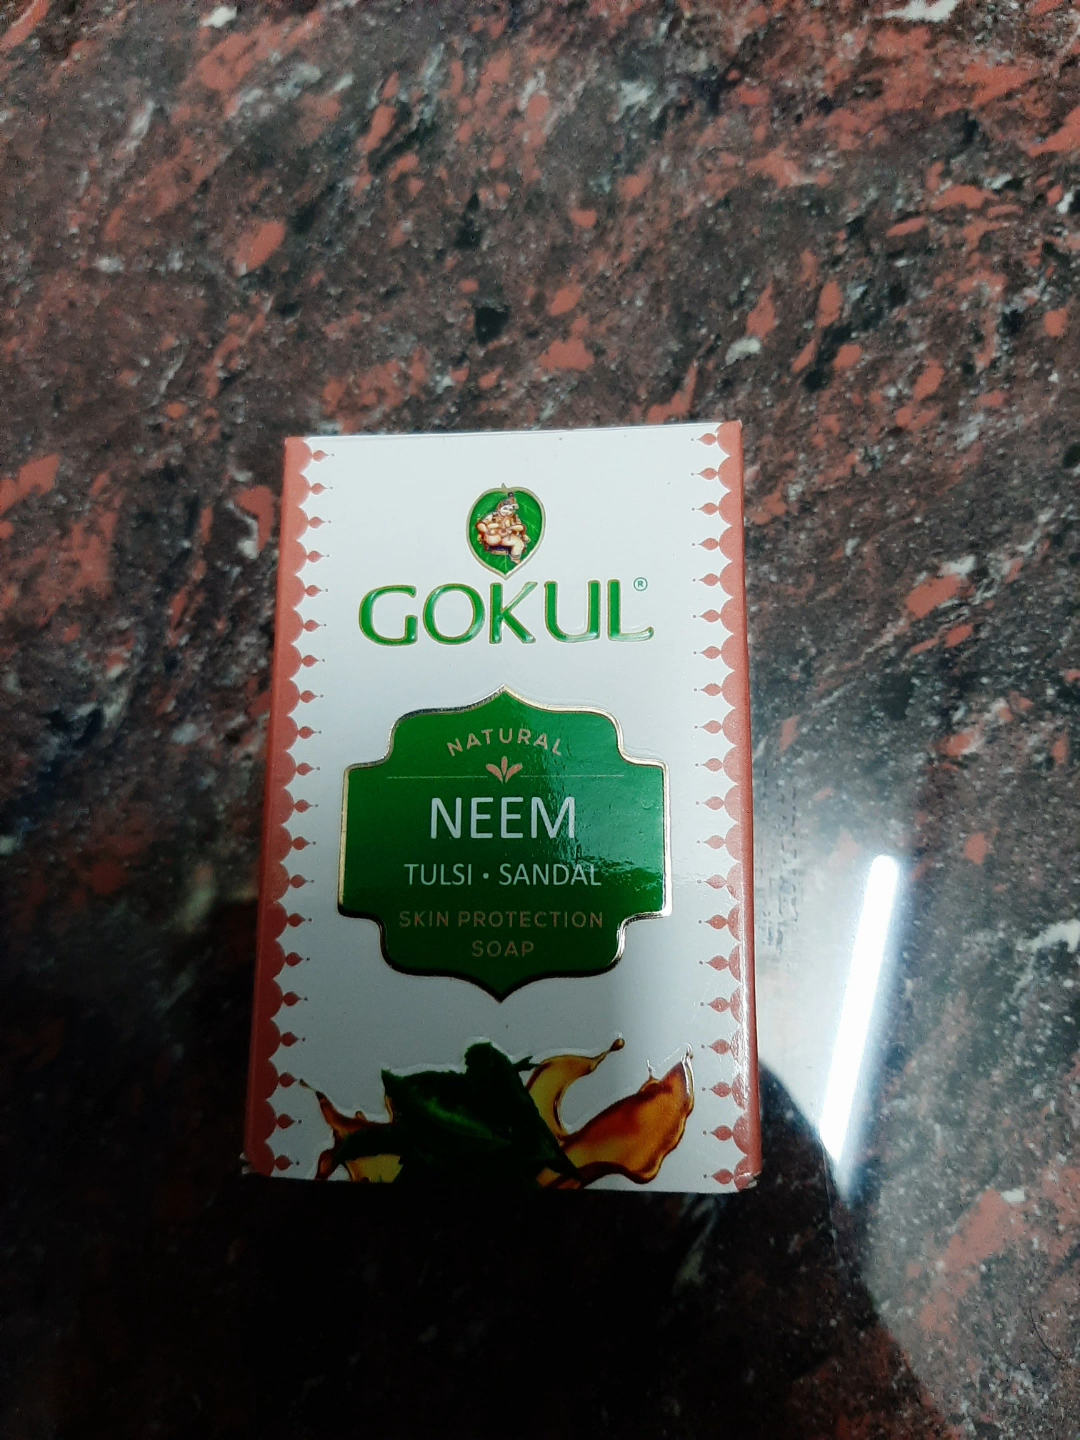 GOKUL®
NATURAL
NEEM
TULSI • SANDAL
SKIN PROTECTION
SOAP